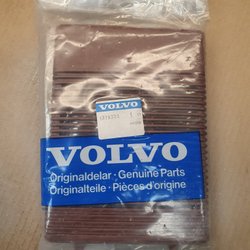 VOLVO
VOLVO
Originaldelar · Genuine Parts
Originalteile · Pièces d'origine